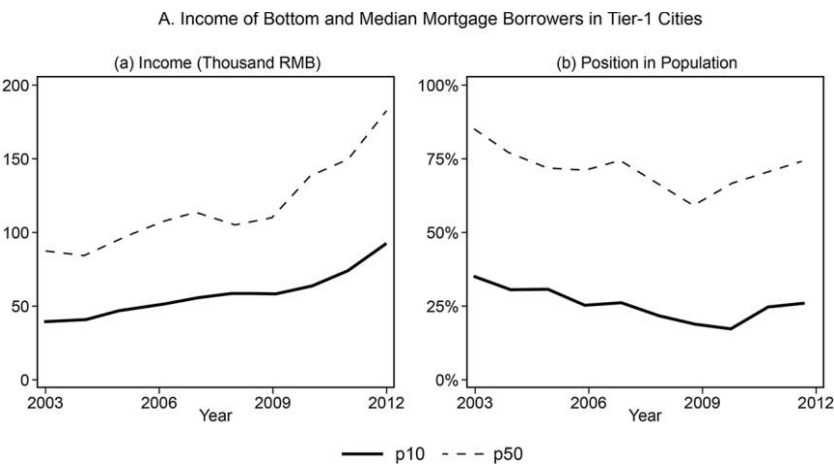 A. Income of Bottom and Median Mortgage Borrowers in Tier-1 Cities
(a) Income (Thousand RMB)
200
150
100
50
0
2003 2006 2009 2012
Year
(b) Position in Population
100%
75%
50%
25%
0%
2003 2006 2009 2012
Year
p10 p50